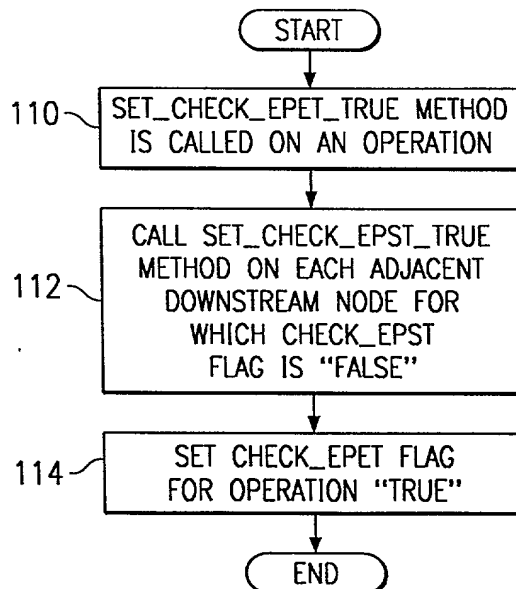 START
110
SET_CHECK_EPET_TRUE METHOD
IS CALLED ON AN OPERATION
112
CALL SET_CHECK_EPST_TRUE
METHOD ON EACH ADJACENT
DOWNSTREAM NODE FOR
WHICH CHECK_EPST
FLAG IS "FALSE"
114
SET CHECK_EPET FLAG
FOR OPERATION "TRUE"
END